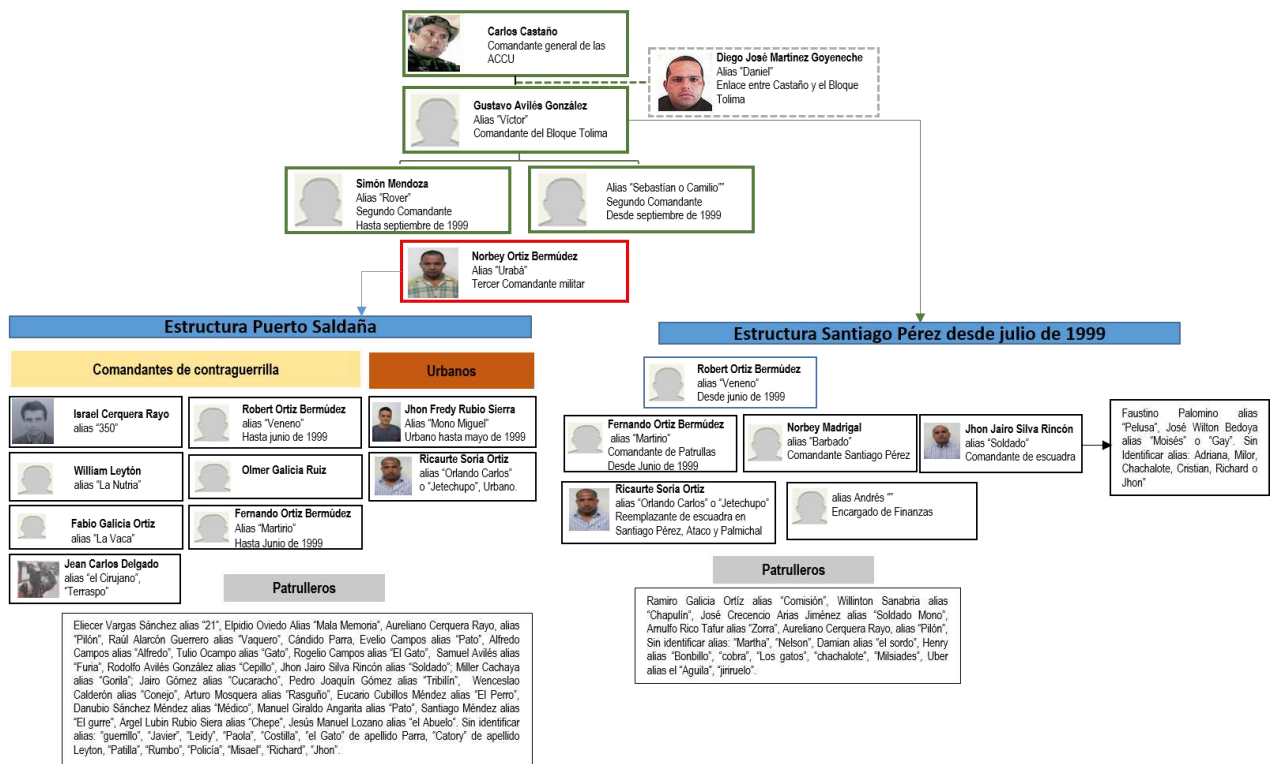 Carlos Castaño
Comandante general de las
ACCU
Diego José Martínez Goyeneche
Alias "Daniel"
Enlace entre Castaño y el Bloque
Tolima
Gustavo Avilés González
Alias "Víctor"
Comandante del Bloque Tolima
Simón Mendoza
Alias "Rover"
Segundo Comandante
Hasta septiembre de 1999
Alias "Sebastían o Camilio""
Segundo Comandante
Desde septiembre de 1999
Norbey Ortiz Bermúdez
Alias "Urabá"
Tercer Comandante militar
Estructura Puerto Saldaña
Comandantes de contraguerrilla
Urbanos
Israel Cerquera Rayo
alias "350"
Robert Ortiz Bermúdez
alias "Veneno"
Hasta junio de 1999
Jhon Fredy Rubio Sierra
Alias "Mono Miguel"
Urbano hasta mayo de 1999
William Leytón
alias "La Nutria"
Olmer Galicia Ruiz
Ricaurte Soria Ortiz
alias "Orlando Carlos"
o "Jetechupo", Urbano.
Fabio Galicia Ortiz
alias "La Vaca"
Fernando Ortiz Bermúdez
Alias "Martirio"
Hasta Junio de 1999
Jean Carlos Delgado
alias "el Cirujano",
"Terraspo"
Patrulleros
Eliecer Vargas Sánchez alias "21", Elpidio Oviedo Alias "Mala Memoria", Aureliano Cerquera Rayo, alias
"Pilón", Raúl Alarcón Guerrero alias "Vaquero", Cándido Parra, Evelio Campos alias "Pato", Alfredo
Campos alias "Alfredo", Tulio Ocampo alias "Gato", Rogelio Campos alias "El Gato", Samuel Avilés alias
"Furia", Rodolfo Avilés González alias "Cepillo", Jhon Jairo Silva Rincón alias "Soldado"; Miller Cachaya
alias "Gorila"; Jairo Gómez alias "Cucaracho", Pedro Joaquín Gómez alias "Tribilín", Wenceslao
Calderón alias "Conejo", Arturo Mosquera alias "Rasguño", Eucario Cubillos Méndez alias "El Perro",
Danubio Sánchez Méndez alias "Médico", Manuel Giraldo Angarita alias "Pato", Santiago Méndez alias
"El gurre", Argel Lubin Rubio Siera alias "Chepe", Jesús Manuel Lozano alias "el Abuelo". Sin identificar
alias: "guerrillo", "Javier", "Leidy", "Paola", "Costilla", "el Gato" de apellido Parra, "Catory" de apellido
Leyton, "Patilla", "Rumbo", "Policía", "Misael", "Richard", "Jhon".
Estructura Santiago Pérez desde julio de 1999
Robert Ortiz Bermúdez
alias "Veneno"
Desde junio de 1999
Fernando Ortiz Bermúdez
alias "Martirio"
Comandante de Patrullas
Desde Junio de 1999
Norbey Madrigal
alias "Barbado"
Comandante Santiago Pérez
Jhon Jairo Silva Rincón
alias "Soldado"
Comandante de escuadra
Faustino Palomino alias
"Pelusa", José Wilton Bedoya
alias "Moisés" o "Gay". Sin
Identificar alias: Adriana, Milor,
Chachalote, Cristian, Richard o
Jhon"
Ricaurte Soria Ortiz
alias "Orlando Carlos" o "Jetechupo"
Reemplazante de escuadra en
Santiago Pérez, Ataco y Palmichal
alias Andrés ""
Encargado de Finanzas
Patrulleros
Ramiro Galicia Ortíz alias "Comisión", Willinton Sanabria alias
"Chapulín", José Crecencio Arias Jiménez alias "Soldado Mono",
Arnulfo Rico Tafur alias "Zorra", Aureliano Cerquera Rayo, alias "Pilón",
Sin identificar alias: "Martha", "Nelson", Damian alias "el sordo", Henry
alias "Bonbillo", "cobra", "Los gatos", "chachalote", "Milsiades", Uber
alias el "Aguila", "jiriruelo".